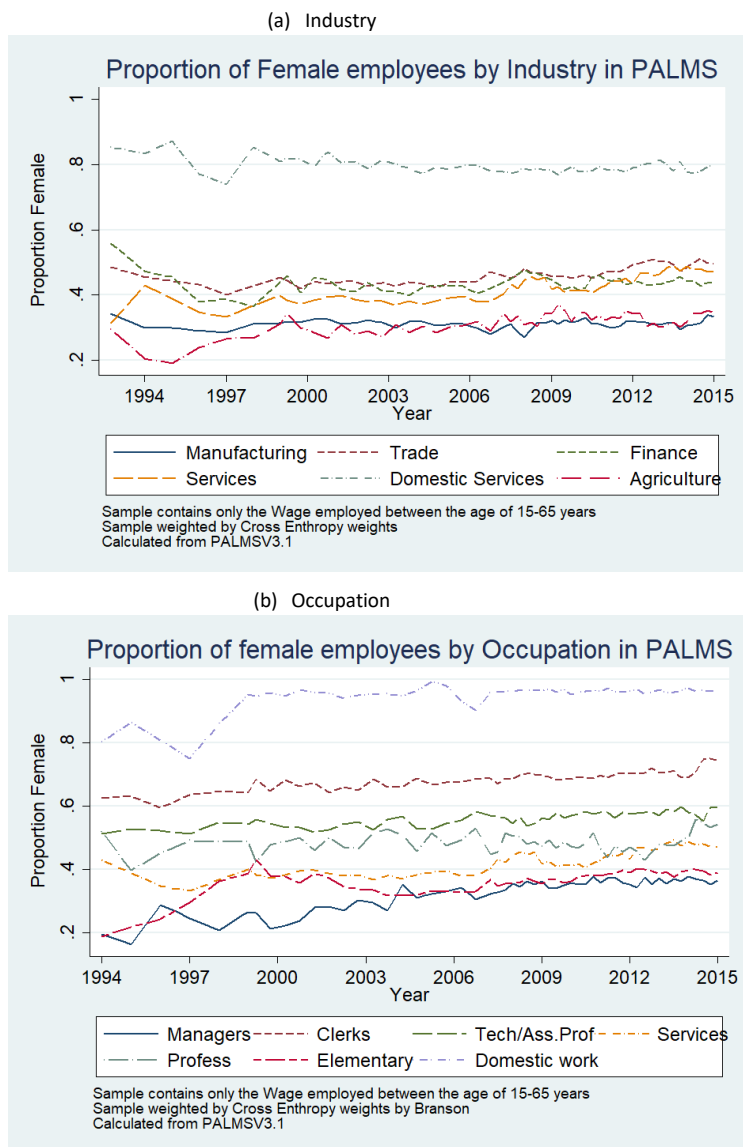 (a) Industry
Proportion of Female employees by Industry in PALMS
1
.8
.6
.4
.2
Proportion Female
1994 1997 2000 2003 2006 2009 2012 2015
Year
Manufacturing Trade Finance
Services Domestic Services Agriculture
Sample contains only the Wage employed between the age of 15-65 years
Sample weighted by Cross Enthropy weights
Calculated from PALMSV3.1
(b) Occupation
Proportion of female employees by Occupation in PALMS
1
.8
.6
.4
.2
Proportion Female
1994 1997 2000 2003 2006 2009 2012 2015
Year
Managers Clerks Tech/Ass.Prof Services
Profess Elementary Domestic work
Sample contains only the Wage employed between the age of 15-65 years
Sample weighted by Cross Enthropy weights by Branson
Calculated from PALMSV3.1